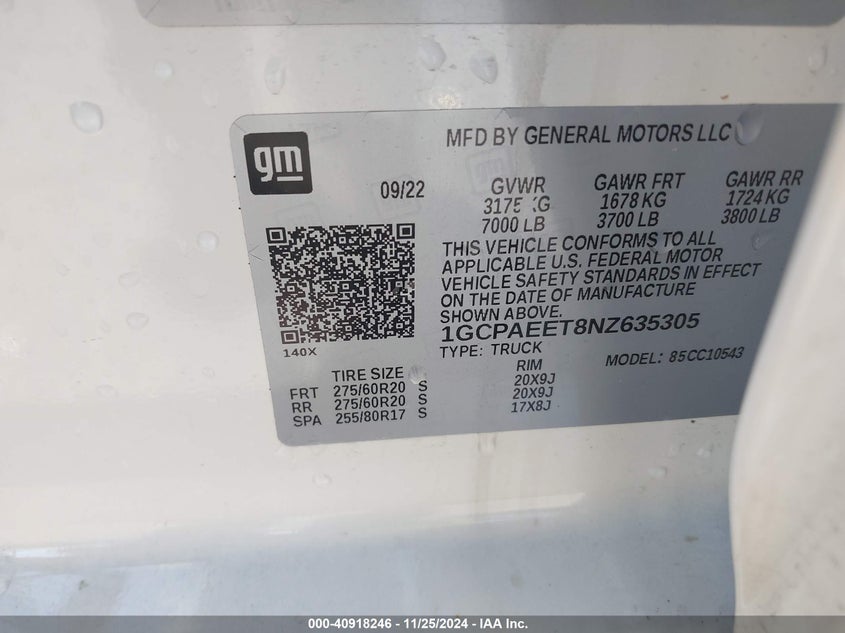 gm
MFD BY GENERAL MOTORS LLC
09/22
GVWR GAWR FRT GAWR RR
3175 KG 1678 KG 1724 KG
7000 LB 3700 LB 3800 LB
THIS VEHICLE CONFORMS TO ALL
APPLICABLE U.S. FEDERAL MOTOR
VEHICLE SAFETY STANDARDS IN EFFECT
ON THE DATE OF MANUFACTURE
SHOWN ABOVE.
1GCPAEET8NZ635305
TYPE: TRUCK
MODEL: 85CC10543
140X
TIRE SIZE RIM
FRT 275/60R20 S 20X9J
RR 275/60R20 S 20X9J
SPA 255/80R17 S 17X8J
000-40918246 - 11/25/2024 - IAA Inc.